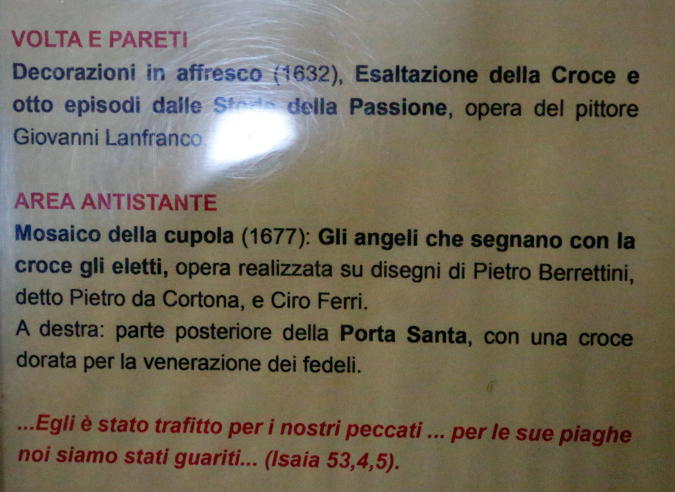 VOLTA E PARETI
Decorazioni in affresco (1632), Esaltazione della Croce e
otto episodi dalle della Passione, opera del pittore
Giovanni Lanfranco
AREA ANTISTANTE
Mosaico della cupola (1677): Gli angeli che segnano con la
croce gli eletti, opera realizzata su disegni di Pietro Berrettini,
detto Pietro da Cortona, e Ciro Ferri.
A destra: parte posteriore della Porta Santa, con una croce
dorata per la venerazione dei fedeli.
...Egli è stato trafitto per i nostri peccati ... per le sue piaghe
noi siamo stati guariti... (Isaia 53,4,5).